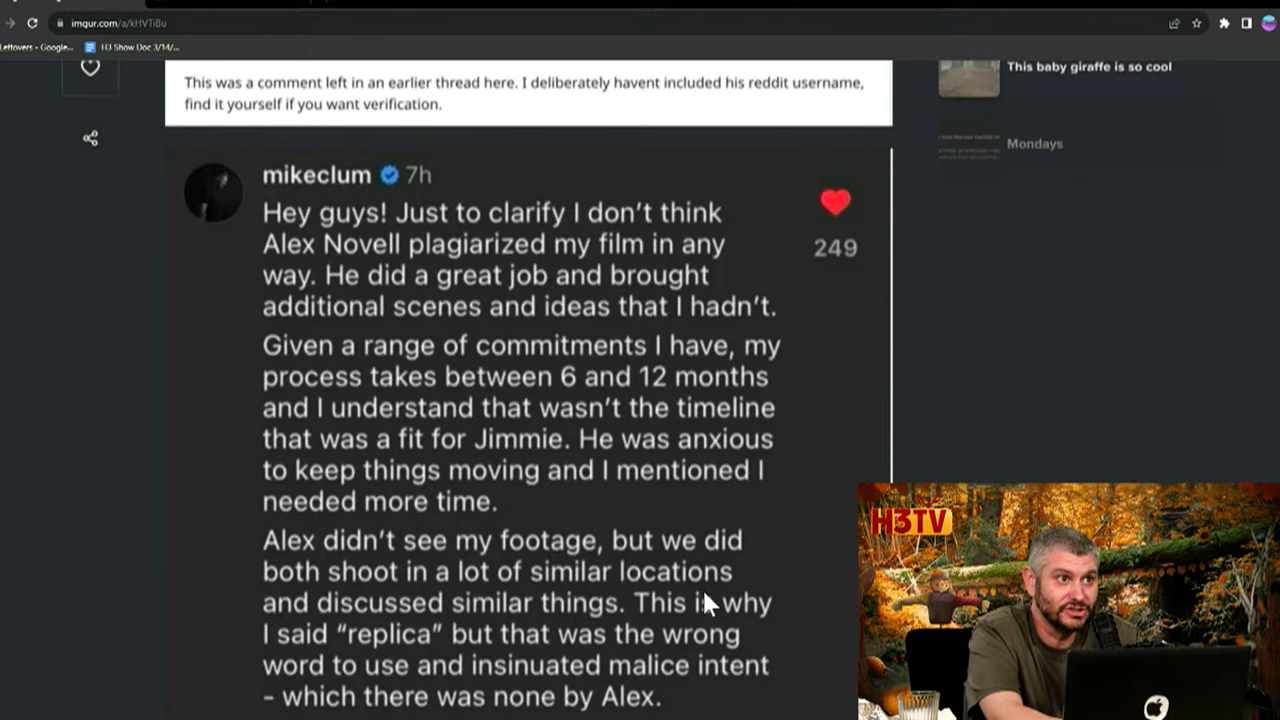 imgur.com/a/kHVTiBu
Leftovers - Google...
H3 Show Doc 3/14/...
This was a comment left in an earlier thread here. I deliberately havent included his reddit username,
find it yourself if you want verification.
This baby giraffe is so cool
Mondays
mikeclum 7h
Hey guys! Just to clarify I don't think
Alex Novell plagiarized my film in any
way. He did a great job and brought
additional scenes and ideas that I hadn't.
249
Given a range of commitments I have, my
process takes between 6 and 12 months
and I understand that wasn't the timeline
that was a fit for Jimmie. He was anxious
to keep things moving and I mentioned I
needed more time.
Alex didn't see my footage, but we did
both shoot in a lot of similar locations
and discussed similar things. This is why
I said "replica" but that was the wrong
word to use and insinuated malice intent
- which there was none by Alex.
H3TV